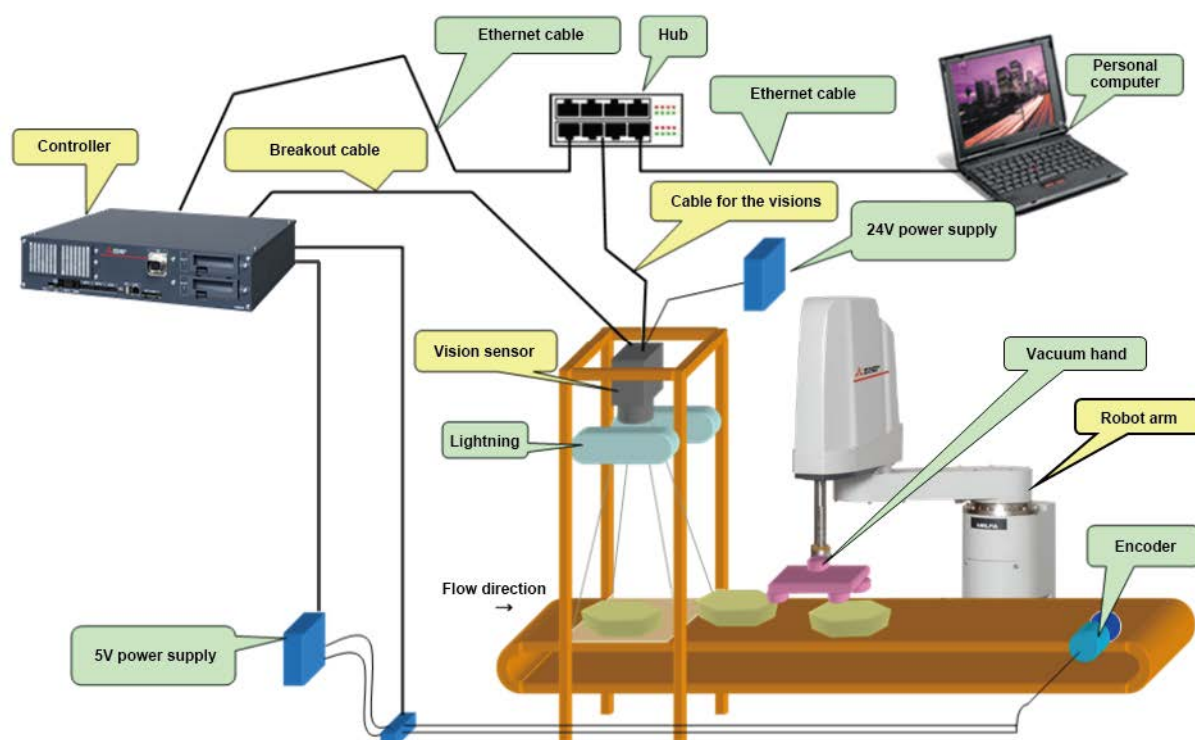 Ethernet cable
Hub
Personal
computer
Ethernet cable
Controller
Breakout cable
Cable for the visions
24V power supply
Vision sensor
Vacuum hand
Robot arm
Lightning
Encoder
Flow direction
→
5V power supply